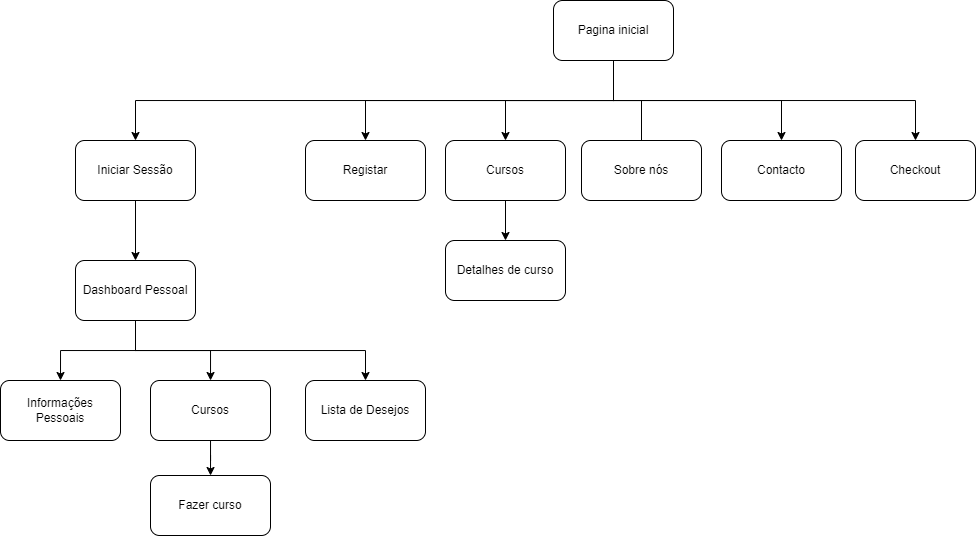 Pagina inicial
Iniciar Sessão
Registar
Cursos
Sobre nós
Contacto
Checkout
Detalhes de curso
Dashboard Pessoal
Informações
Pessoais
Cursos
Lista de Desejos
Fazer curso